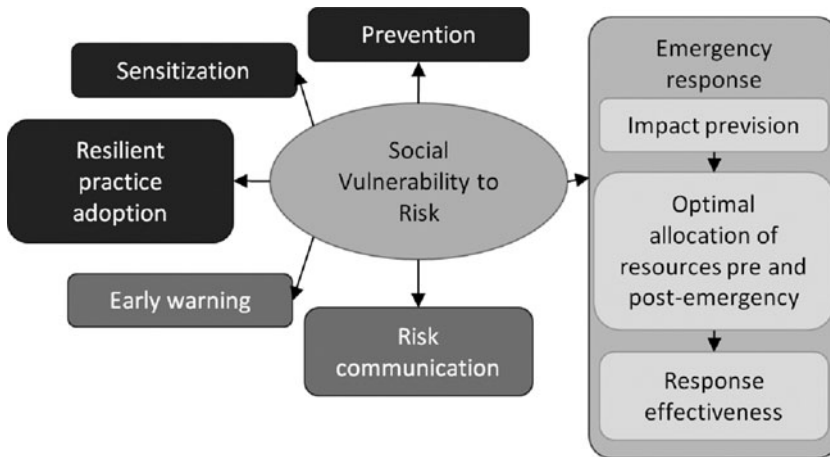 Prevention
Sensitization
Resilient
practice
adoption
Early warning
Risk
communication
Social
Vulnerability to
Risk
Emergency
response
Impact prevision
Optimal
allocation of
resources pre and
post-emergency
Response
effectiveness